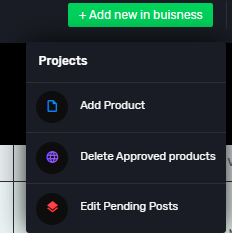 + Add new in buisness
Projects
Add Product
Delete Approved products
Edit Pending Posts